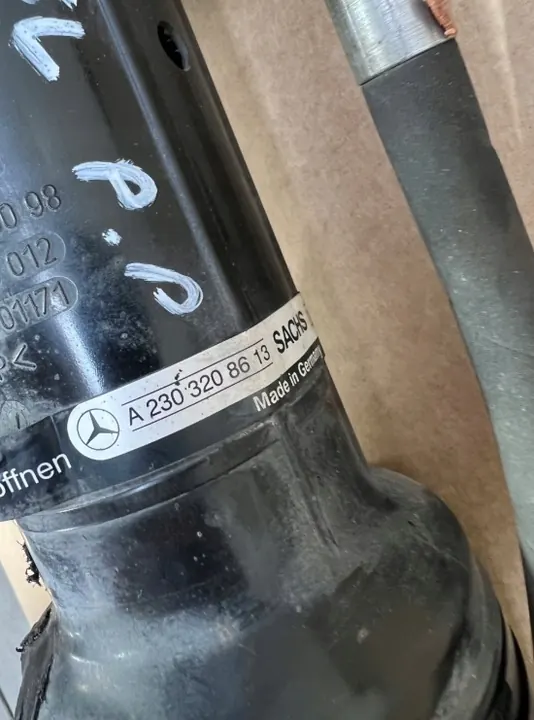 P.P
98
012
01171
A 230 320 86 13 SACHS
Made in Germany
öffnen